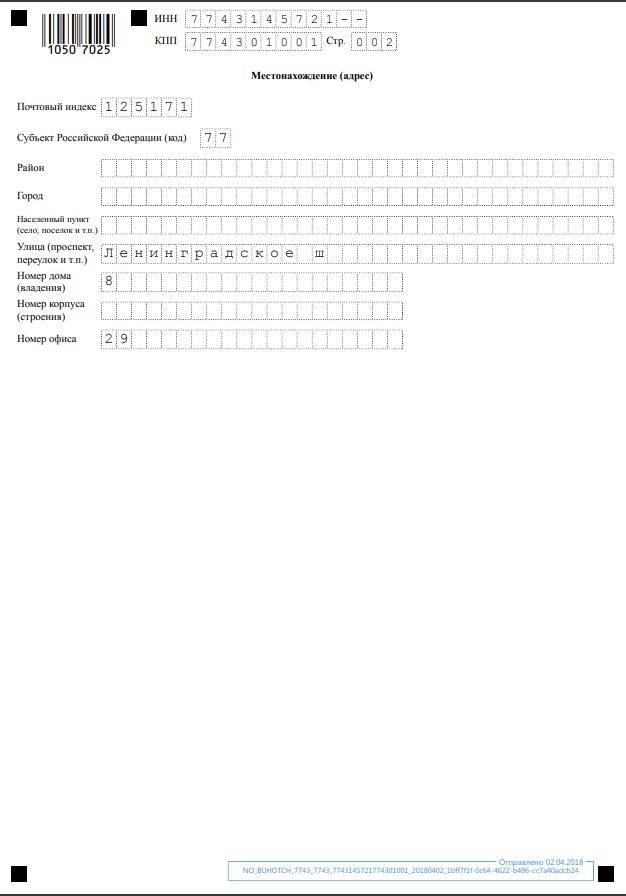 ИНН 7743145721--
КПП 774301001 Стр. 002
1050 7025
Местонахождение (адрес)
Почтовый индекс 125171
Субъект Российской Федерации (код) 77
Район
Город
Населенный пункт
(село, поселок и т.п.)
Улица (проспект,
переулок и т.п.) Ленинградское ш
Номер дома
(владения) 8
Номер корпуса
(строения)
Номер офиса 29
Отправлено 02.04.2018
NO_BUHOTCH_7743_7743_7743145721774301001_20180402_1bff7f1f-0c64-4622-b496-cc7a40adcb24